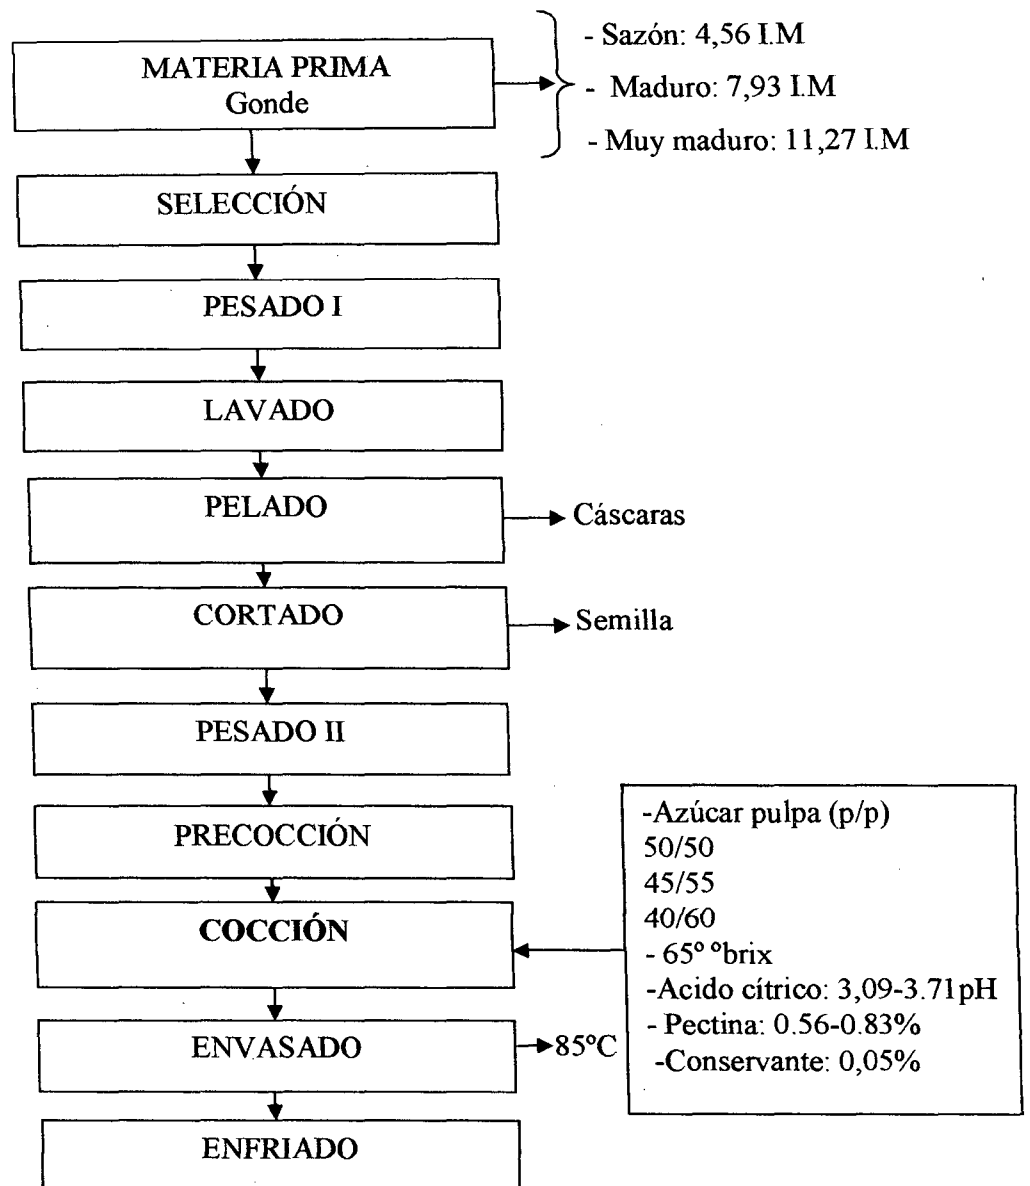 MATERIA PRIMA
Gonde
- Sazón: 4,56 I.M
- Maduro: 7,93 I.M
- Muy maduro: 11,27 I.M
SELECCIÓN
PESADO I
LAVADO
PELADO
Cáscaras
CORTADO
Semilla
PESADO II
PRECOCCIÓN
COCCIÓN
-Azúcar pulpa (p/p)
50/50
45/55
40/60
- 65º ºbrix
-Acido cítrico: 3,09-3.71pH
- Pectina: 0.56-0.83%
-Conservante: 0,05%
ENVASADO
85ºC
ENFRIADO